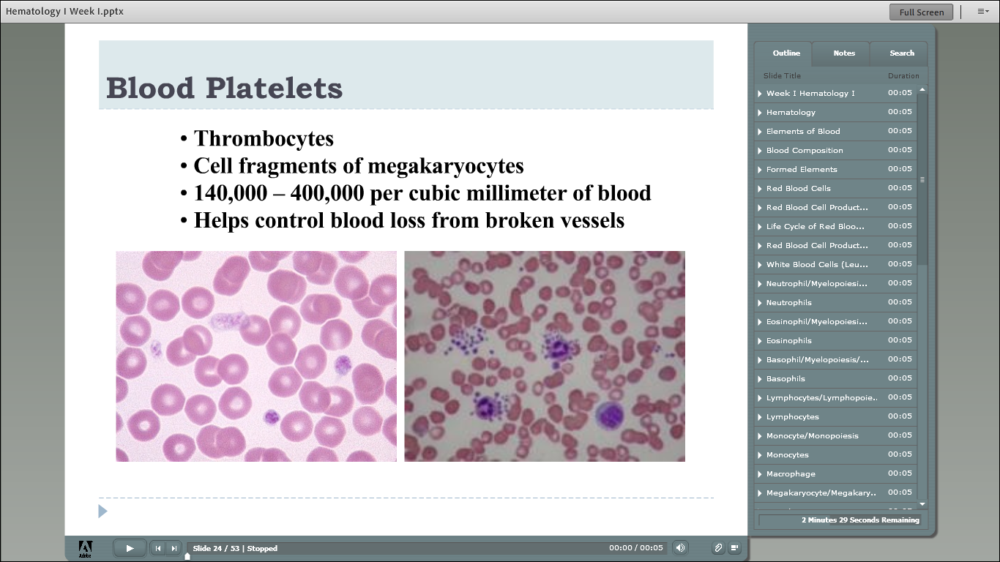 Hematology I Week I.pptx
Full Screen
Blood Platelets
• Thrombocytes
• Cell fragments of megakaryocytes
• 140,000 – 400,000 per cubic millimeter of blood
• Helps control blood loss from broken vessels
Outline Notes Search
Slide Title Duration
Week I Hematology I 00:05
Hematology 00:05
Elements of Blood 00:05
Blood Composition 00:05
Formed Elements 00:05
Red Blood Cells 00:05
Red Blood Cell Product... 00:05
Life Cycle of Red Bloo... 00:05
Red Blood Cell Product... 00:05
White Blood Cells (Leu... 00:05
Neutrophil/Myelopoiesi... 00:05
Neutrophils 00:05
Eosinophil/Myelopoiesi... 00:05
Eosinophils 00:05
Basophil/Myelopoiesis/... 00:05
Basophils 00:05
Lymphocytes/Lymphopoie.. 00:05
Lymphocytes 00:05
Monocyte/Monopoiesis 00:05
Monocytes 00:05
Macrophage 00:05
Megakaryocyte/Megakary.. 00:05
2 Minutes 29 Seconds Remaining
Adobe
Slide 24 / 53 | Stopped 00:00 / 00:05